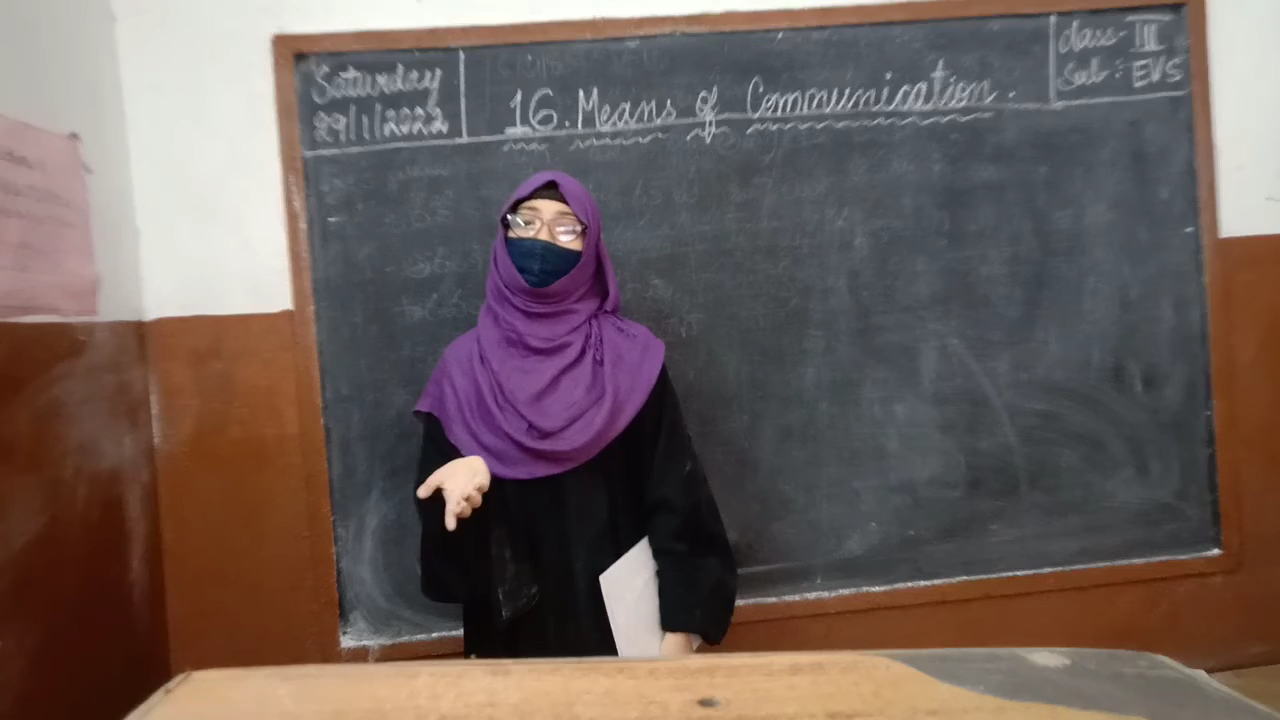 Saturday
29/1/2022
16. Means of Communication.
Class- III
Sub: EVS